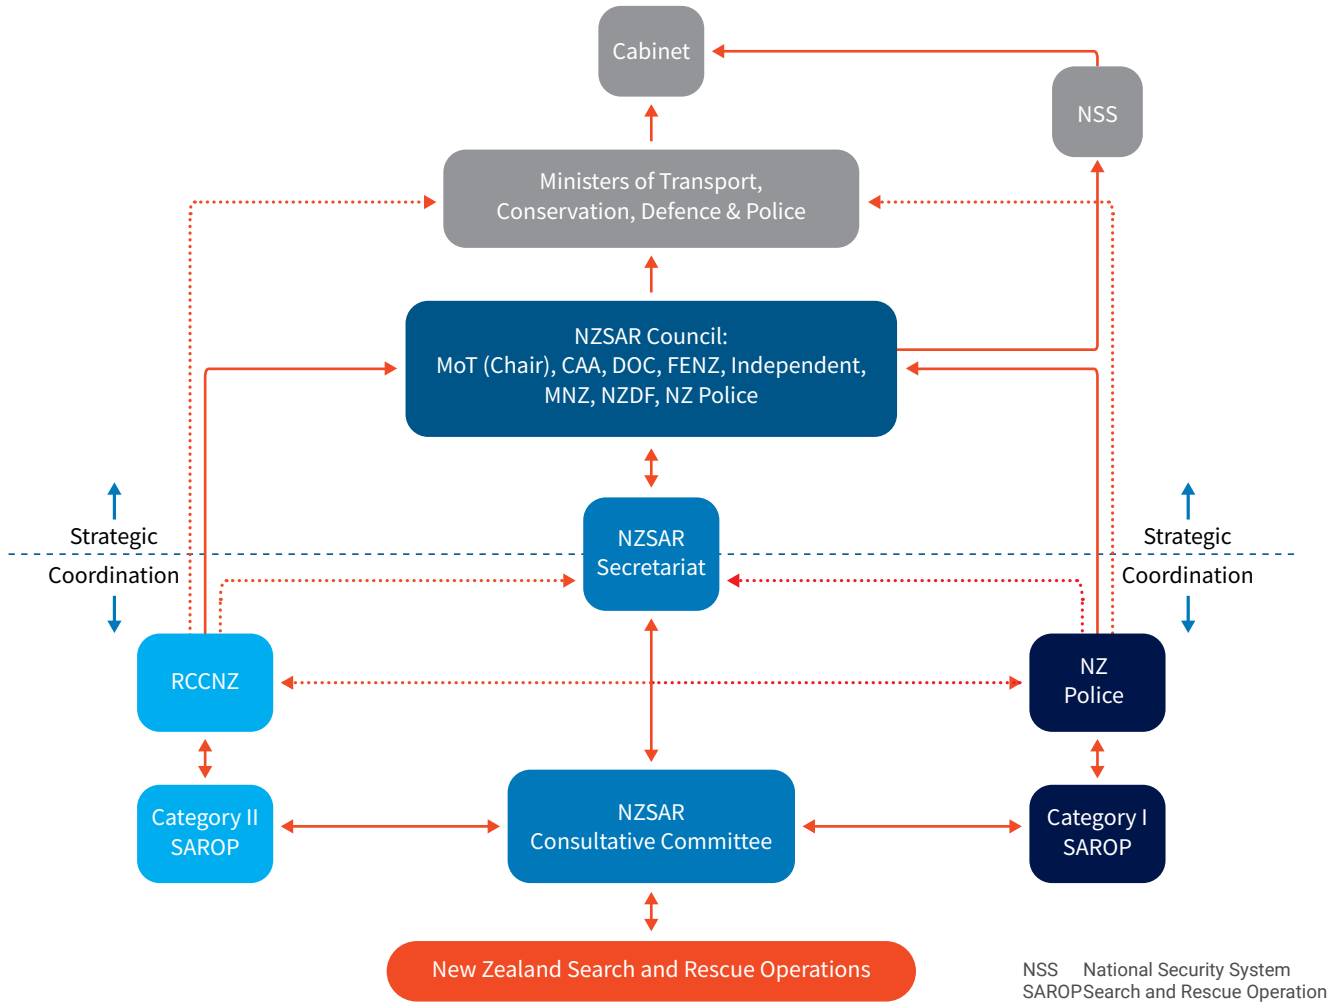 Cabinet
NSS
Ministers of Transport,
Conservation, Defence & Police
NZSAR Council:
MoT (Chair), CAA, DOC, FENZ, Independent,
MNZ, NZDF, NZ Police
Strategic
Coordination
NZSAR
Secretariat
Strategic
Coordination
RCCNZ
NZ
Police
Category II
SAROP
NZSAR
Consultative Committee
Category I
SAROP
New Zealand Search and Rescue Operations
NSS National Security System
SAROPSearch and Rescue Operation